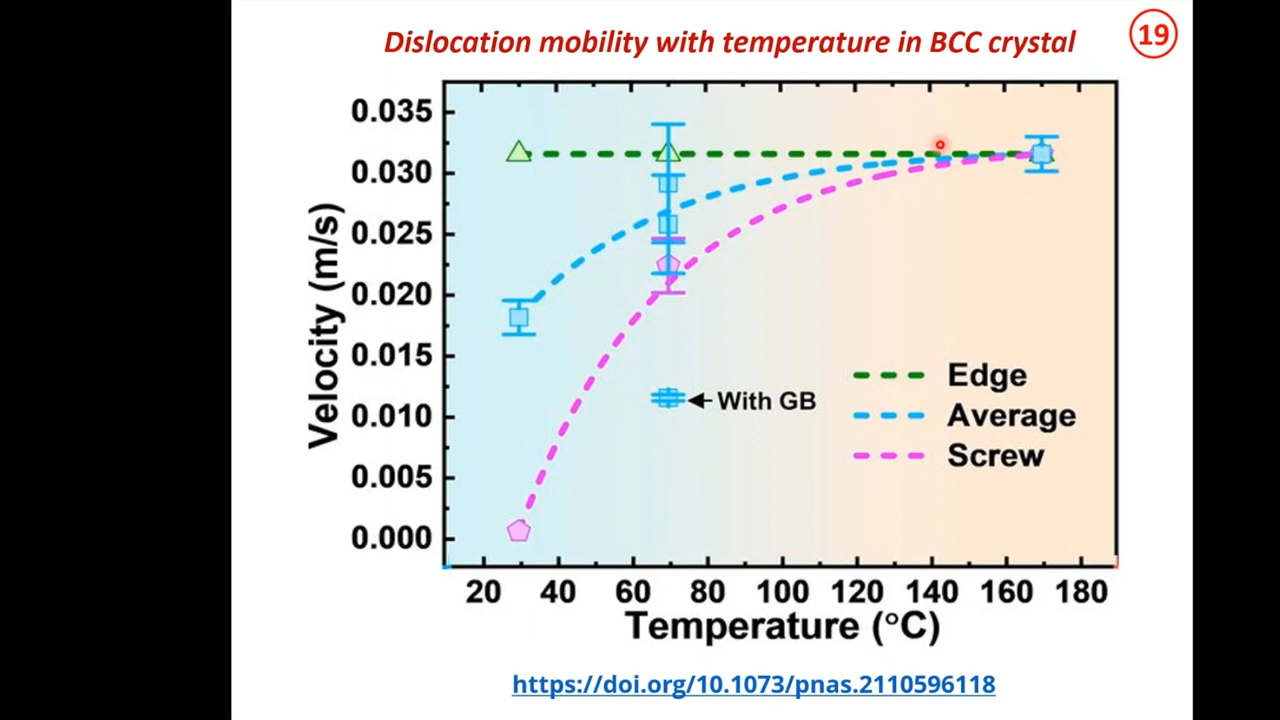 Dislocation mobility with temperature in BCC crystal
19
Velocity (m/s)
0.035
0.030
0.025
0.020
0.015
0.010
0.005
0.000
With GB
Edge
Average
Screw
20 40 60 80 100 120 140 160 180
Temperature (°C)
https://doi.org/10.1073/pnas.2110596118